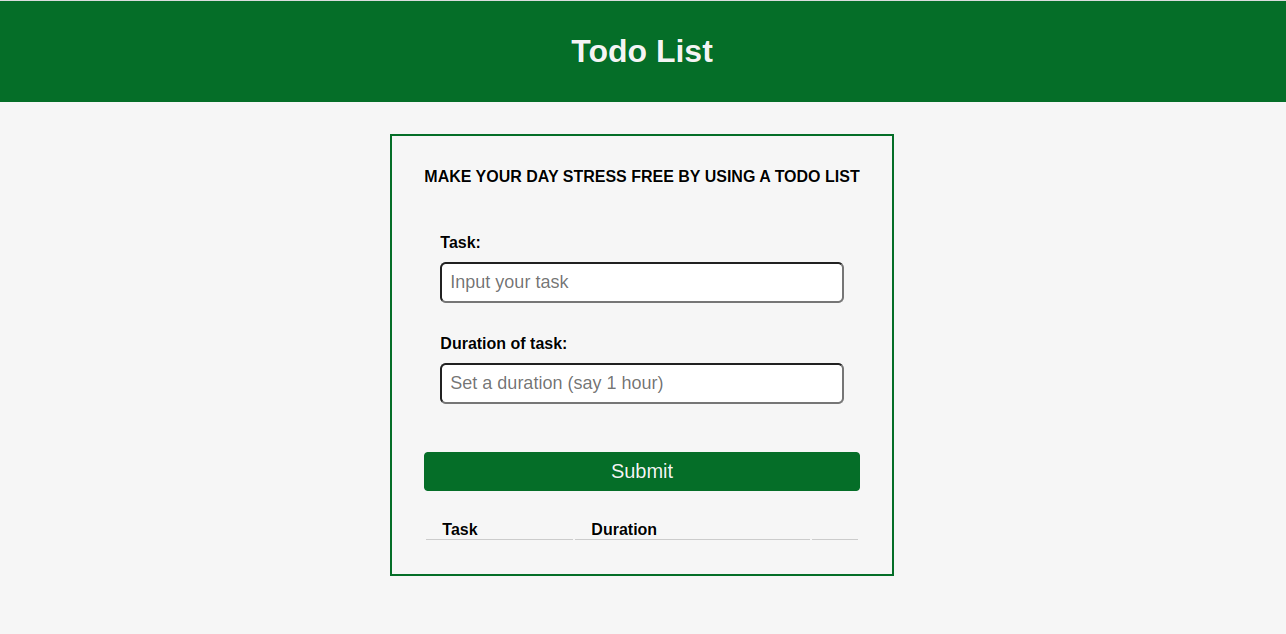 Todo List
MAKE YOUR DAY STRESS FREE BY USING A TODO LIST
Task:
Input your task
Duration of task:
Set a duration (say 1 hour)
Submit
Task Duration